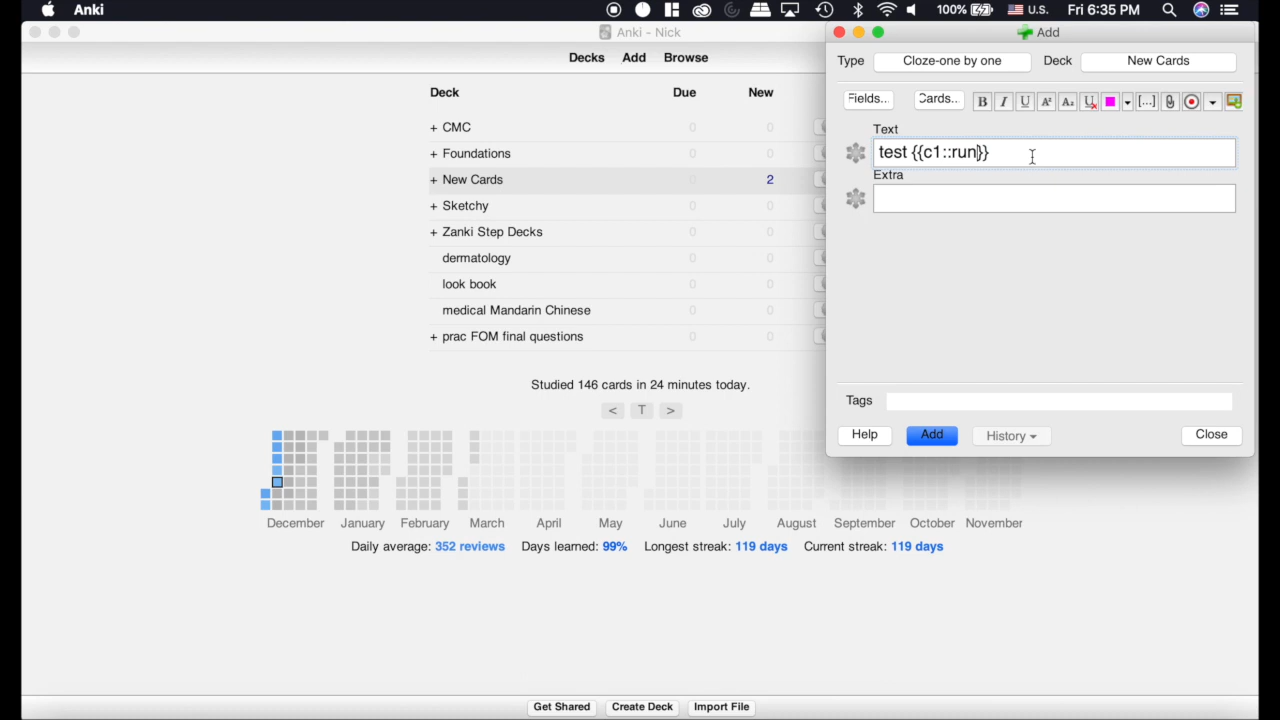 Anki
100%
U.S.
Fri 6:35 PM
Anki - Nick
Decks Add Browse
Deck Due New
+ CMC 0 0
+ Foundations 0 0
+ New Cards 0 2
+ Sketchy 0 0
+ Zanki Step Decks 0 0
dermatology 0 0
look book 0 0
medical Mandarin Chinese 0 0
+ prac FOM final questions 0 0
Studied 146 cards in 24 minutes today.
< T >
December January February March April May June July August September October November
Daily average: 352 reviews Days learned: 99% Longest streak: 119 days Current streak: 119 days
Get Shared Create Deck Import File
Add
Type Cloze-one by one Deck New Cards
Fields... Cards... B I U A² A₂ U [...]
Text
test {{c1::run}}
Extra
Tags
Help Add History Close